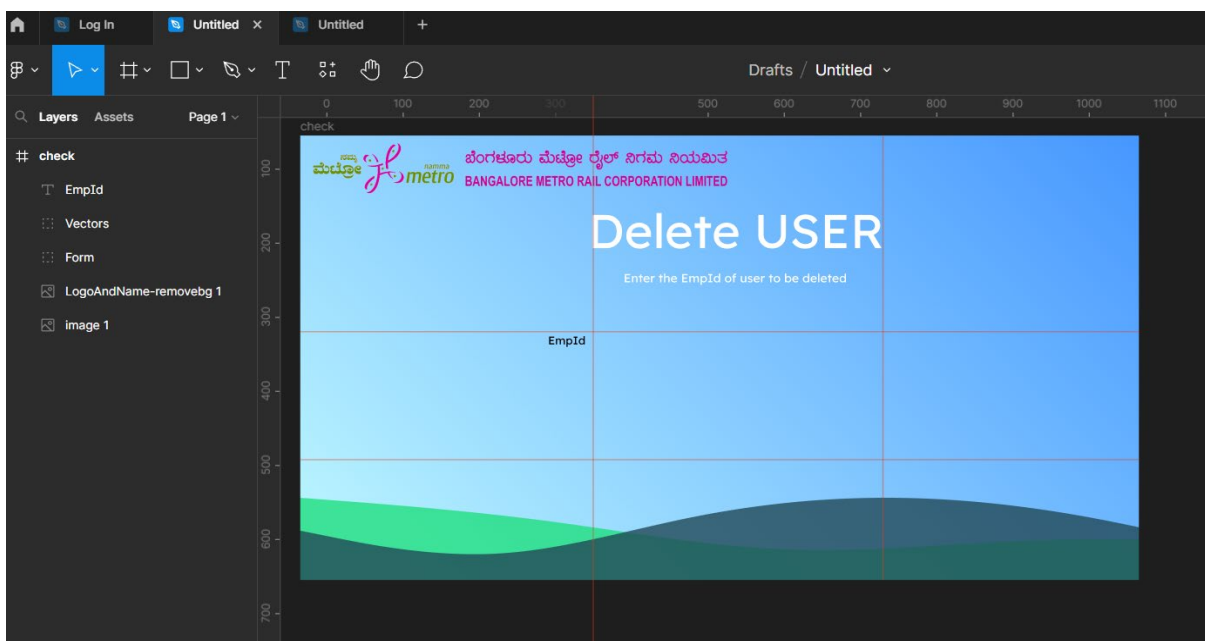 Log In
Untitled
Untitled
Drafts / Untitled
Layers Assets Page 1
0 100 200 300 500 600 700 800 900 1000 1100
check
check
EmpId
Vectors
Form
LogoAndName-removebg 1
image 1
100
200
300
400
500
600
700
ನಮ್ಮ
ಮೆಟ್ರೋ
namma
metro
ಬೆಂಗಳೂರು ಮೆಟ್ರೋ ರೈಲ್ ನಿಗಮ ನಿಯಮಿತ
BANGALORE METRO RAIL CORPORATION LIMITED
Delete USER
Enter the EmpId of user to be deleted
EmpId